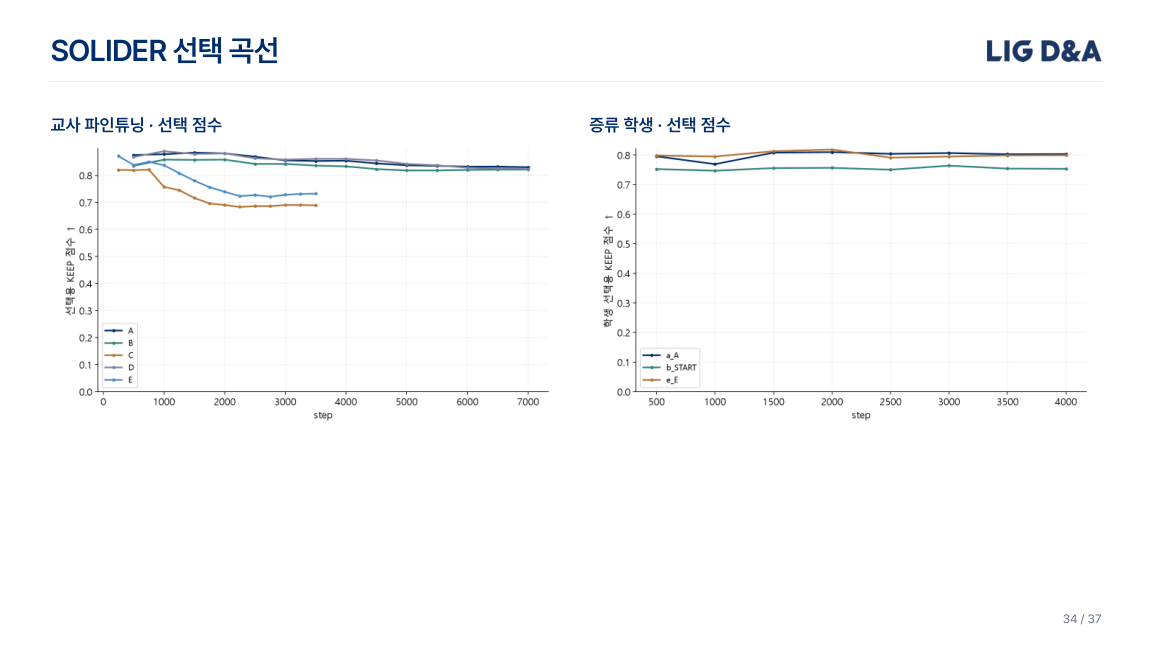 SOLIDER 선택 곡선
LIG D&A
교사 파인튜닝 · 선택 점수
선택용 KEEP 점수 ↑
0.8
0.7
0.6
0.5
0.4
0.3
0.2
0.1
0.0
A
B
C
D
E
0 1000 2000 3000 4000 5000 6000 7000
step
증류 학생 · 선택 점수
학생 선택용 KEEP 점수 ↑
0.8
0.7
0.6
0.5
0.4
0.3
0.2
0.1
0.0
a_A
b_START
e_E
500 1000 1500 2000 2500 3000 3500 4000
step
34 / 37